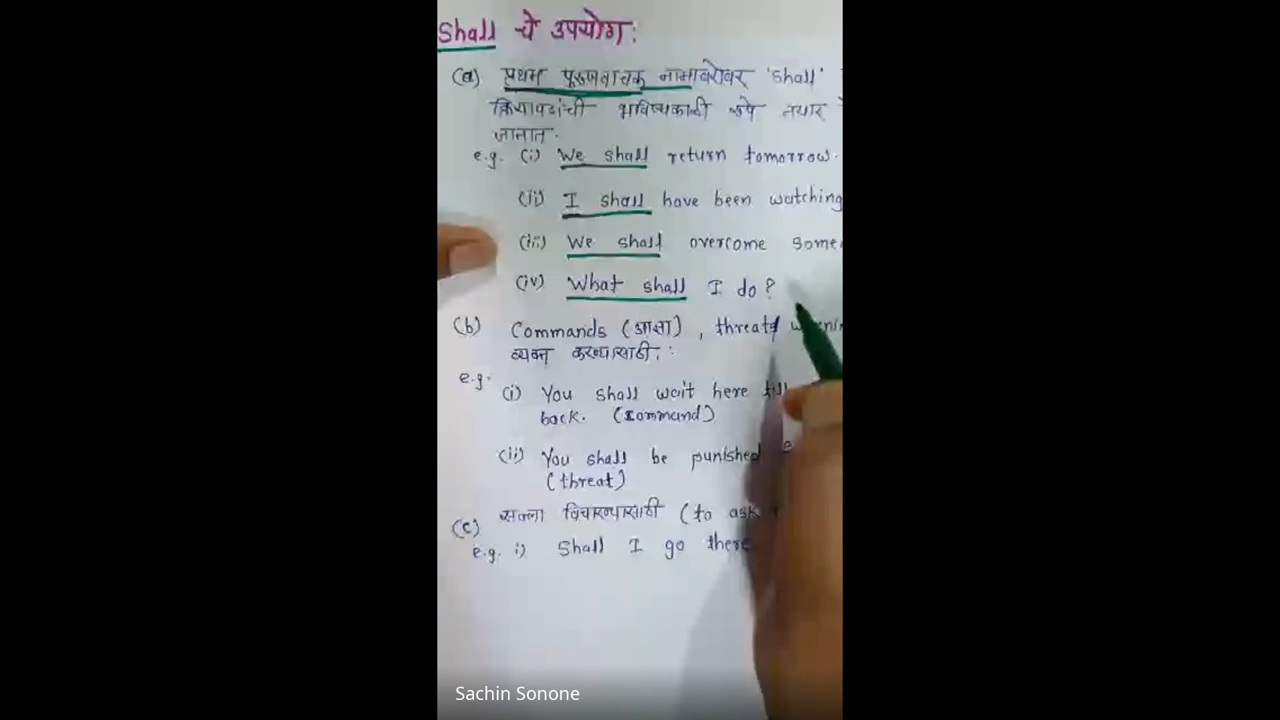 Shall चे उपयोग:
(a) प्रथम पुरुषवाचक नामाबरोबर 'shall'
क्रियापदांची भविष्यकाळी रूपे तयार
जातात.
e.g. (i) We shall return tomorrow.
(ii) I shall have been watching
(iii) We shall overcome
(iv) What shall I do?
(b) Commands (आज्ञा), threats
व्यक्त करण्यासाठी:
e.g. (i) You shall wait here
back. (command)
(ii) You shall be punished
(threat)
(c) सल्ला विचारण्यासाठी (to ask
e.g. i) Shall I go there
Sachin Sonone